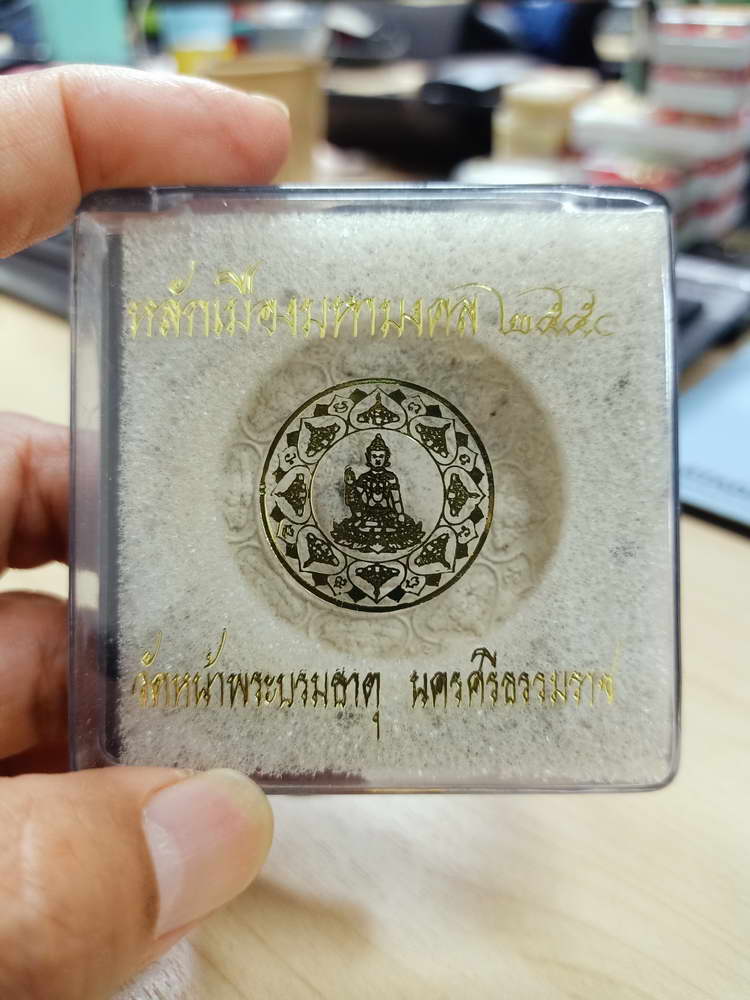 หลักเมืองมหามงคล ๒๕๕๐
วัดหน้าพระบรมธาตุ นครศรีธรรมราช